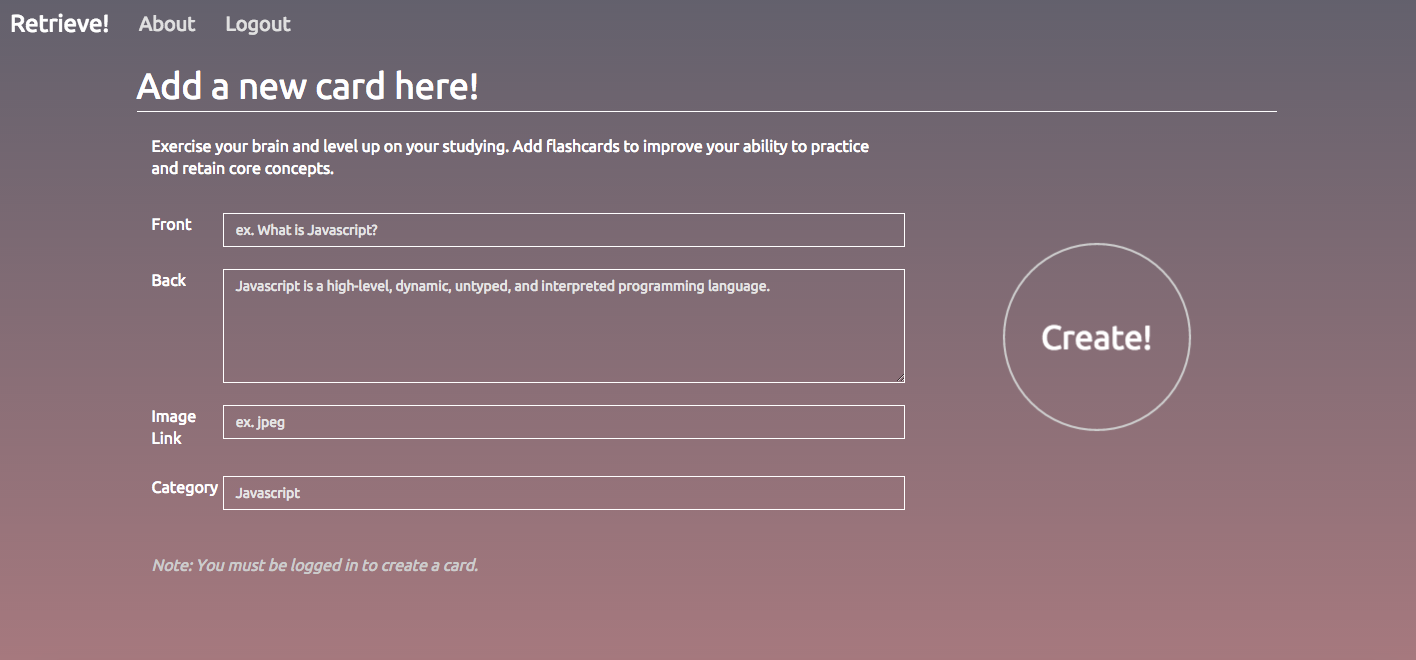 Retrieve! About Logout
Add a new card here!
Exercise your brain and level up on your studying. Add flashcards to improve your ability to practice
and retain core concepts.
Front
ex. What is Javascript?
Back
Javascript is a high-level, dynamic, untyped, and interpreted programming language.
Create!
Image
Link
ex. jpeg
Category
Javascript
Note: You must be logged in to create a card.